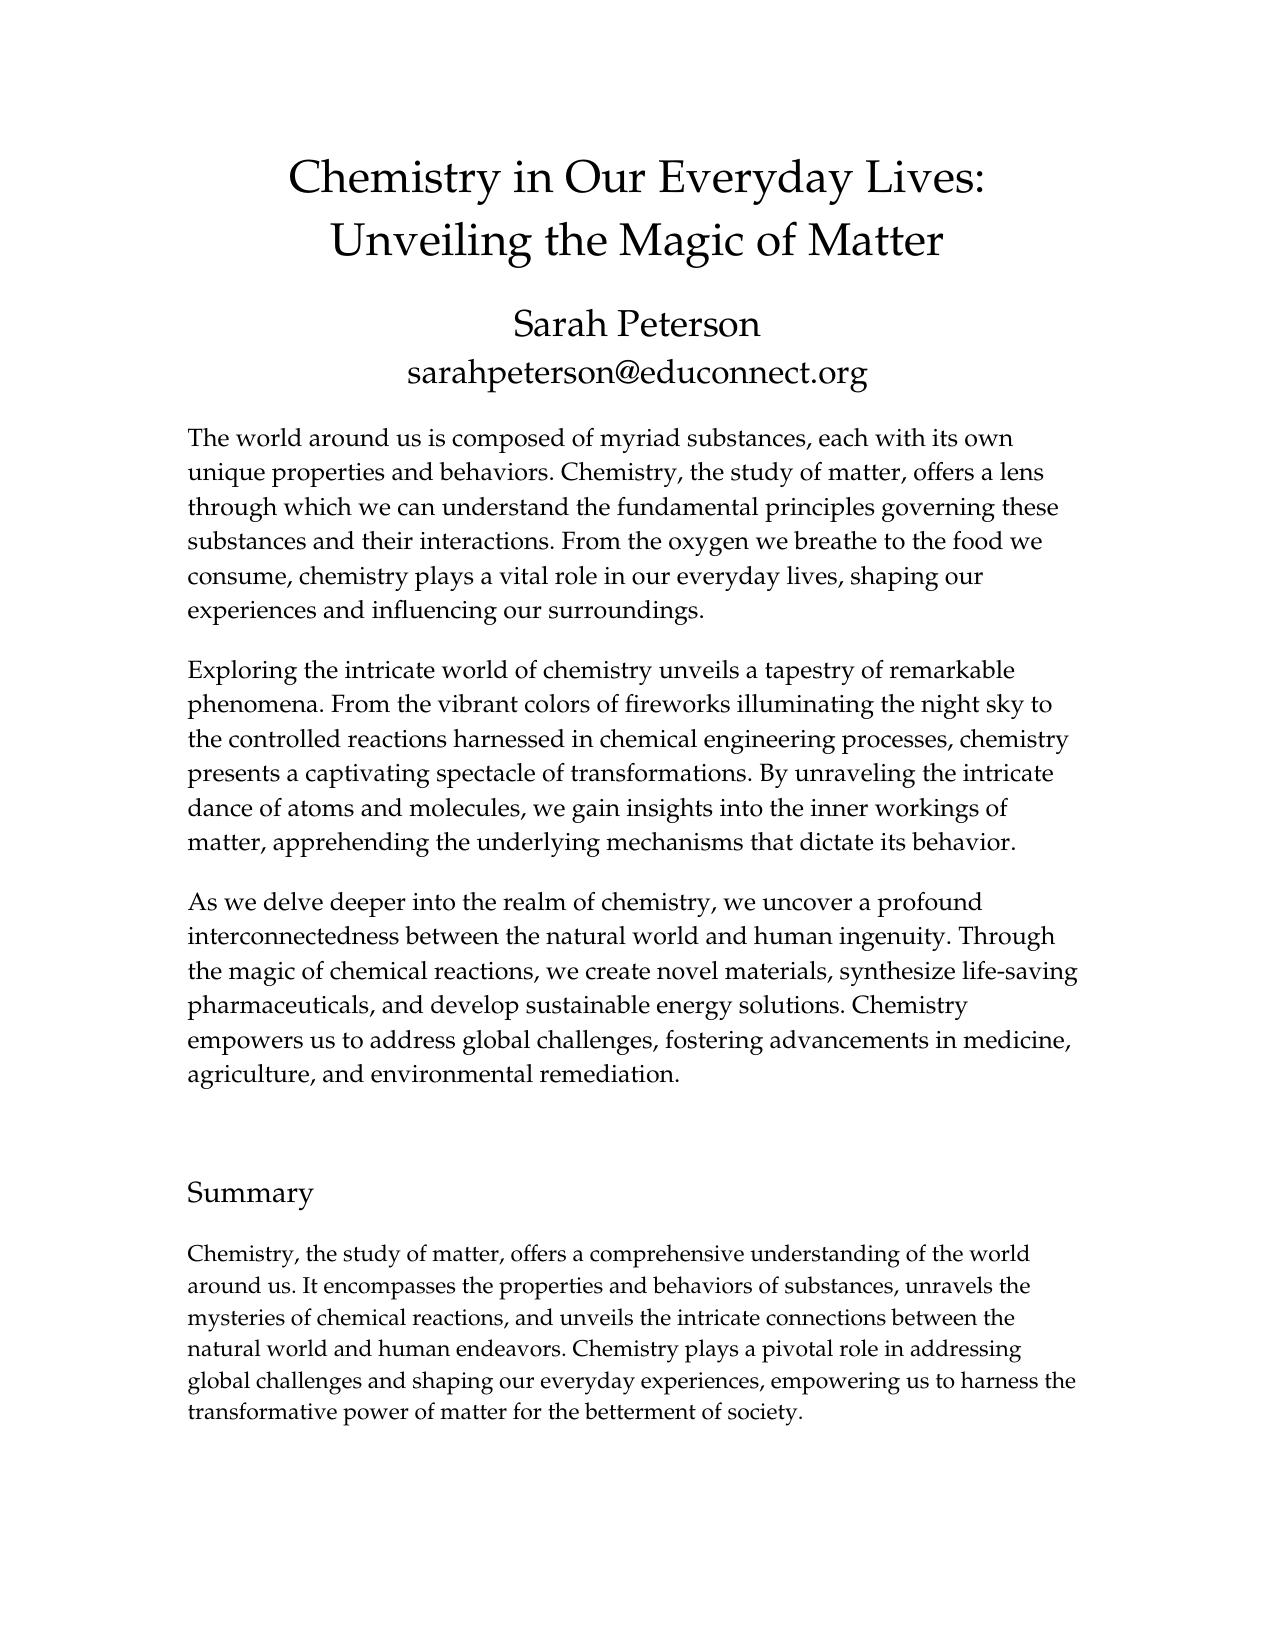 Chemistry in Our Everyday Lives:
Unveiling the Magic of Matter
Sarah Peterson
sarahpeterson@educonnect.org
The world around us is composed of myriad substances, each with its own
unique properties and behaviors. Chemistry, the study of matter, offers a lens
through which we can understand the fundamental principles governing these
substances and their interactions. From the oxygen we breathe to the food we
consume, chemistry plays a vital role in our everyday lives, shaping our
experiences and influencing our surroundings.
Exploring the intricate world of chemistry unveils a tapestry of remarkable
phenomena. From the vibrant colors of fireworks illuminating the night sky to
the controlled reactions harnessed in chemical engineering processes, chemistry
presents a captivating spectacle of transformations. By unraveling the intricate
dance of atoms and molecules, we gain insights into the inner workings of
matter, apprehending the underlying mechanisms that dictate its behavior.
As we delve deeper into the realm of chemistry, we uncover a profound
interconnectedness between the natural world and human ingenuity. Through
the magic of chemical reactions, we create novel materials, synthesize life-saving
pharmaceuticals, and develop sustainable energy solutions. Chemistry
empowers us to address global challenges, fostering advancements in medicine,
agriculture, and environmental remediation.
Summary
Chemistry, the study of matter, offers a comprehensive understanding of the world
around us. It encompasses the properties and behaviors of substances, unravels the
mysteries of chemical reactions, and unveils the intricate connections between the
natural world and human endeavors. Chemistry plays a pivotal role in addressing
global challenges and shaping our everyday experiences, empowering us to harness the
transformative power of matter for the betterment of society.